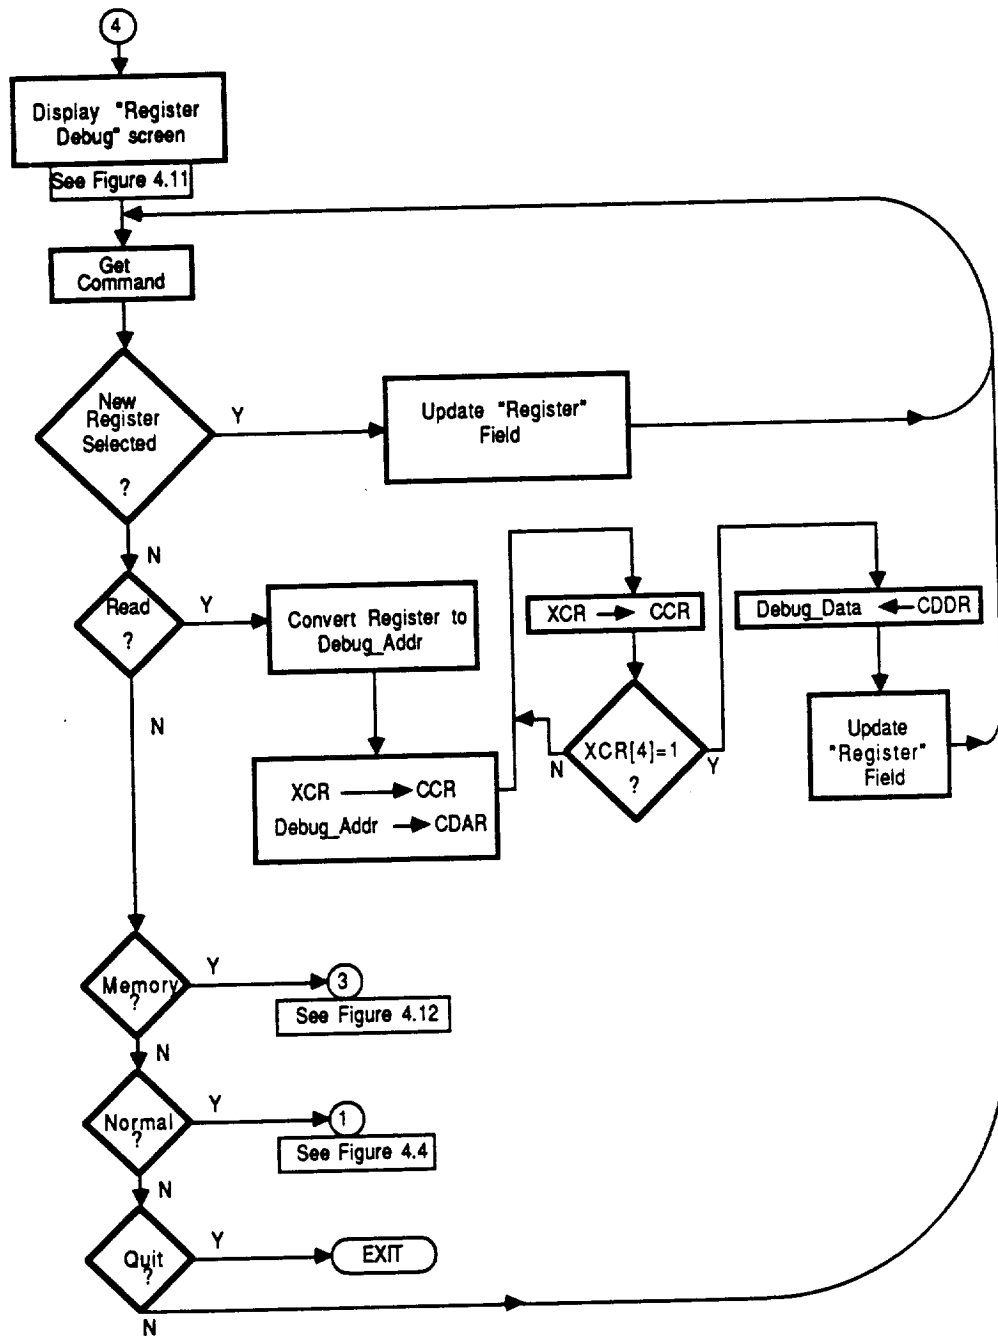 4
Display "Register
Debug" screen
See Figure 4.11
Get
Command
New
Register
Selected
?
Y
Update "Register"
Field
N
Read
?
Y
Convert Register to
Debug_Addr
XCR → CCR
Debug_Addr → CDAR
XCR → CCR
XCR[4]=1
?
N
Y
Debug_Data ← CDDR
Update
"Register"
Field
N
Memory
?
Y
3
See Figure 4.12
N
Normal
?
Y
1
See Figure 4.4
N
Quit
?
Y
EXIT
N